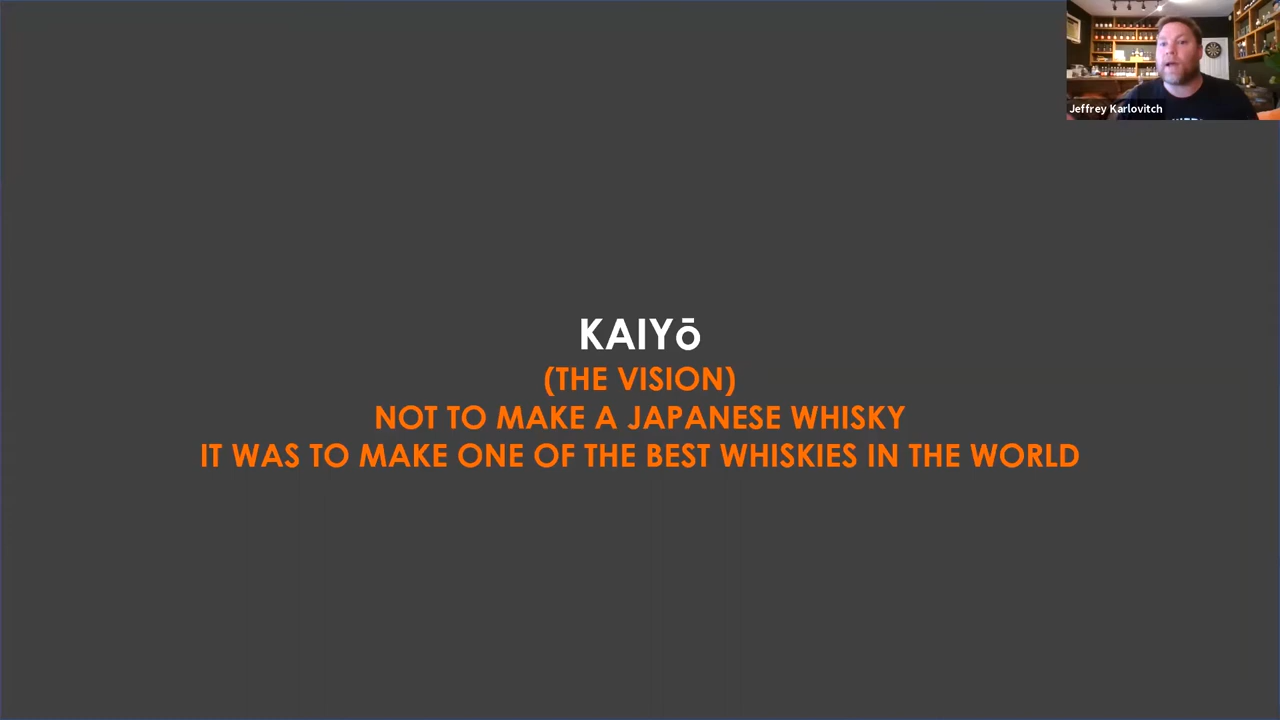 Jeffrey Karlovitch
KAIYō
(THE VISION)
NOT TO MAKE A JAPANESE WHISKY
IT WAS TO MAKE ONE OF THE BEST WHISKIES IN THE WORLD